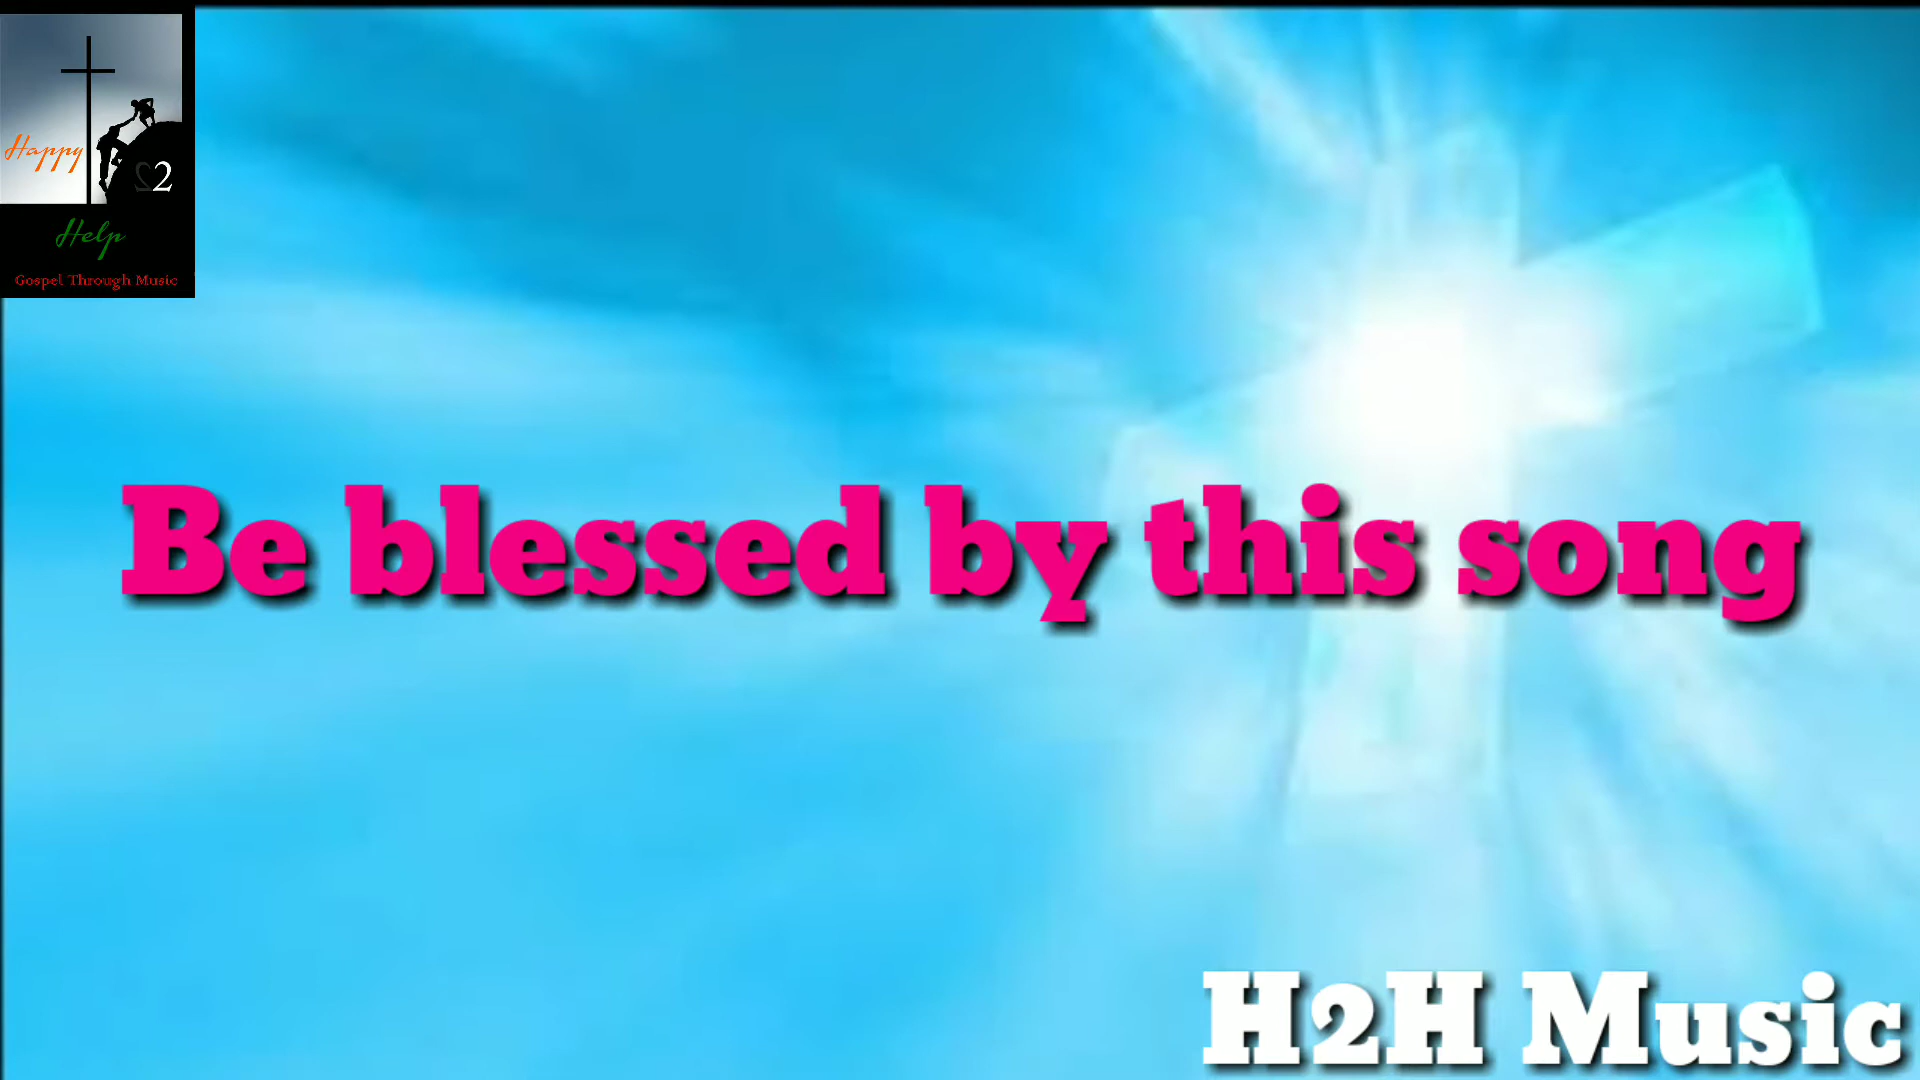 Happy
2
Help
Gospel Through Music
Be blessed by this song
H2H Music